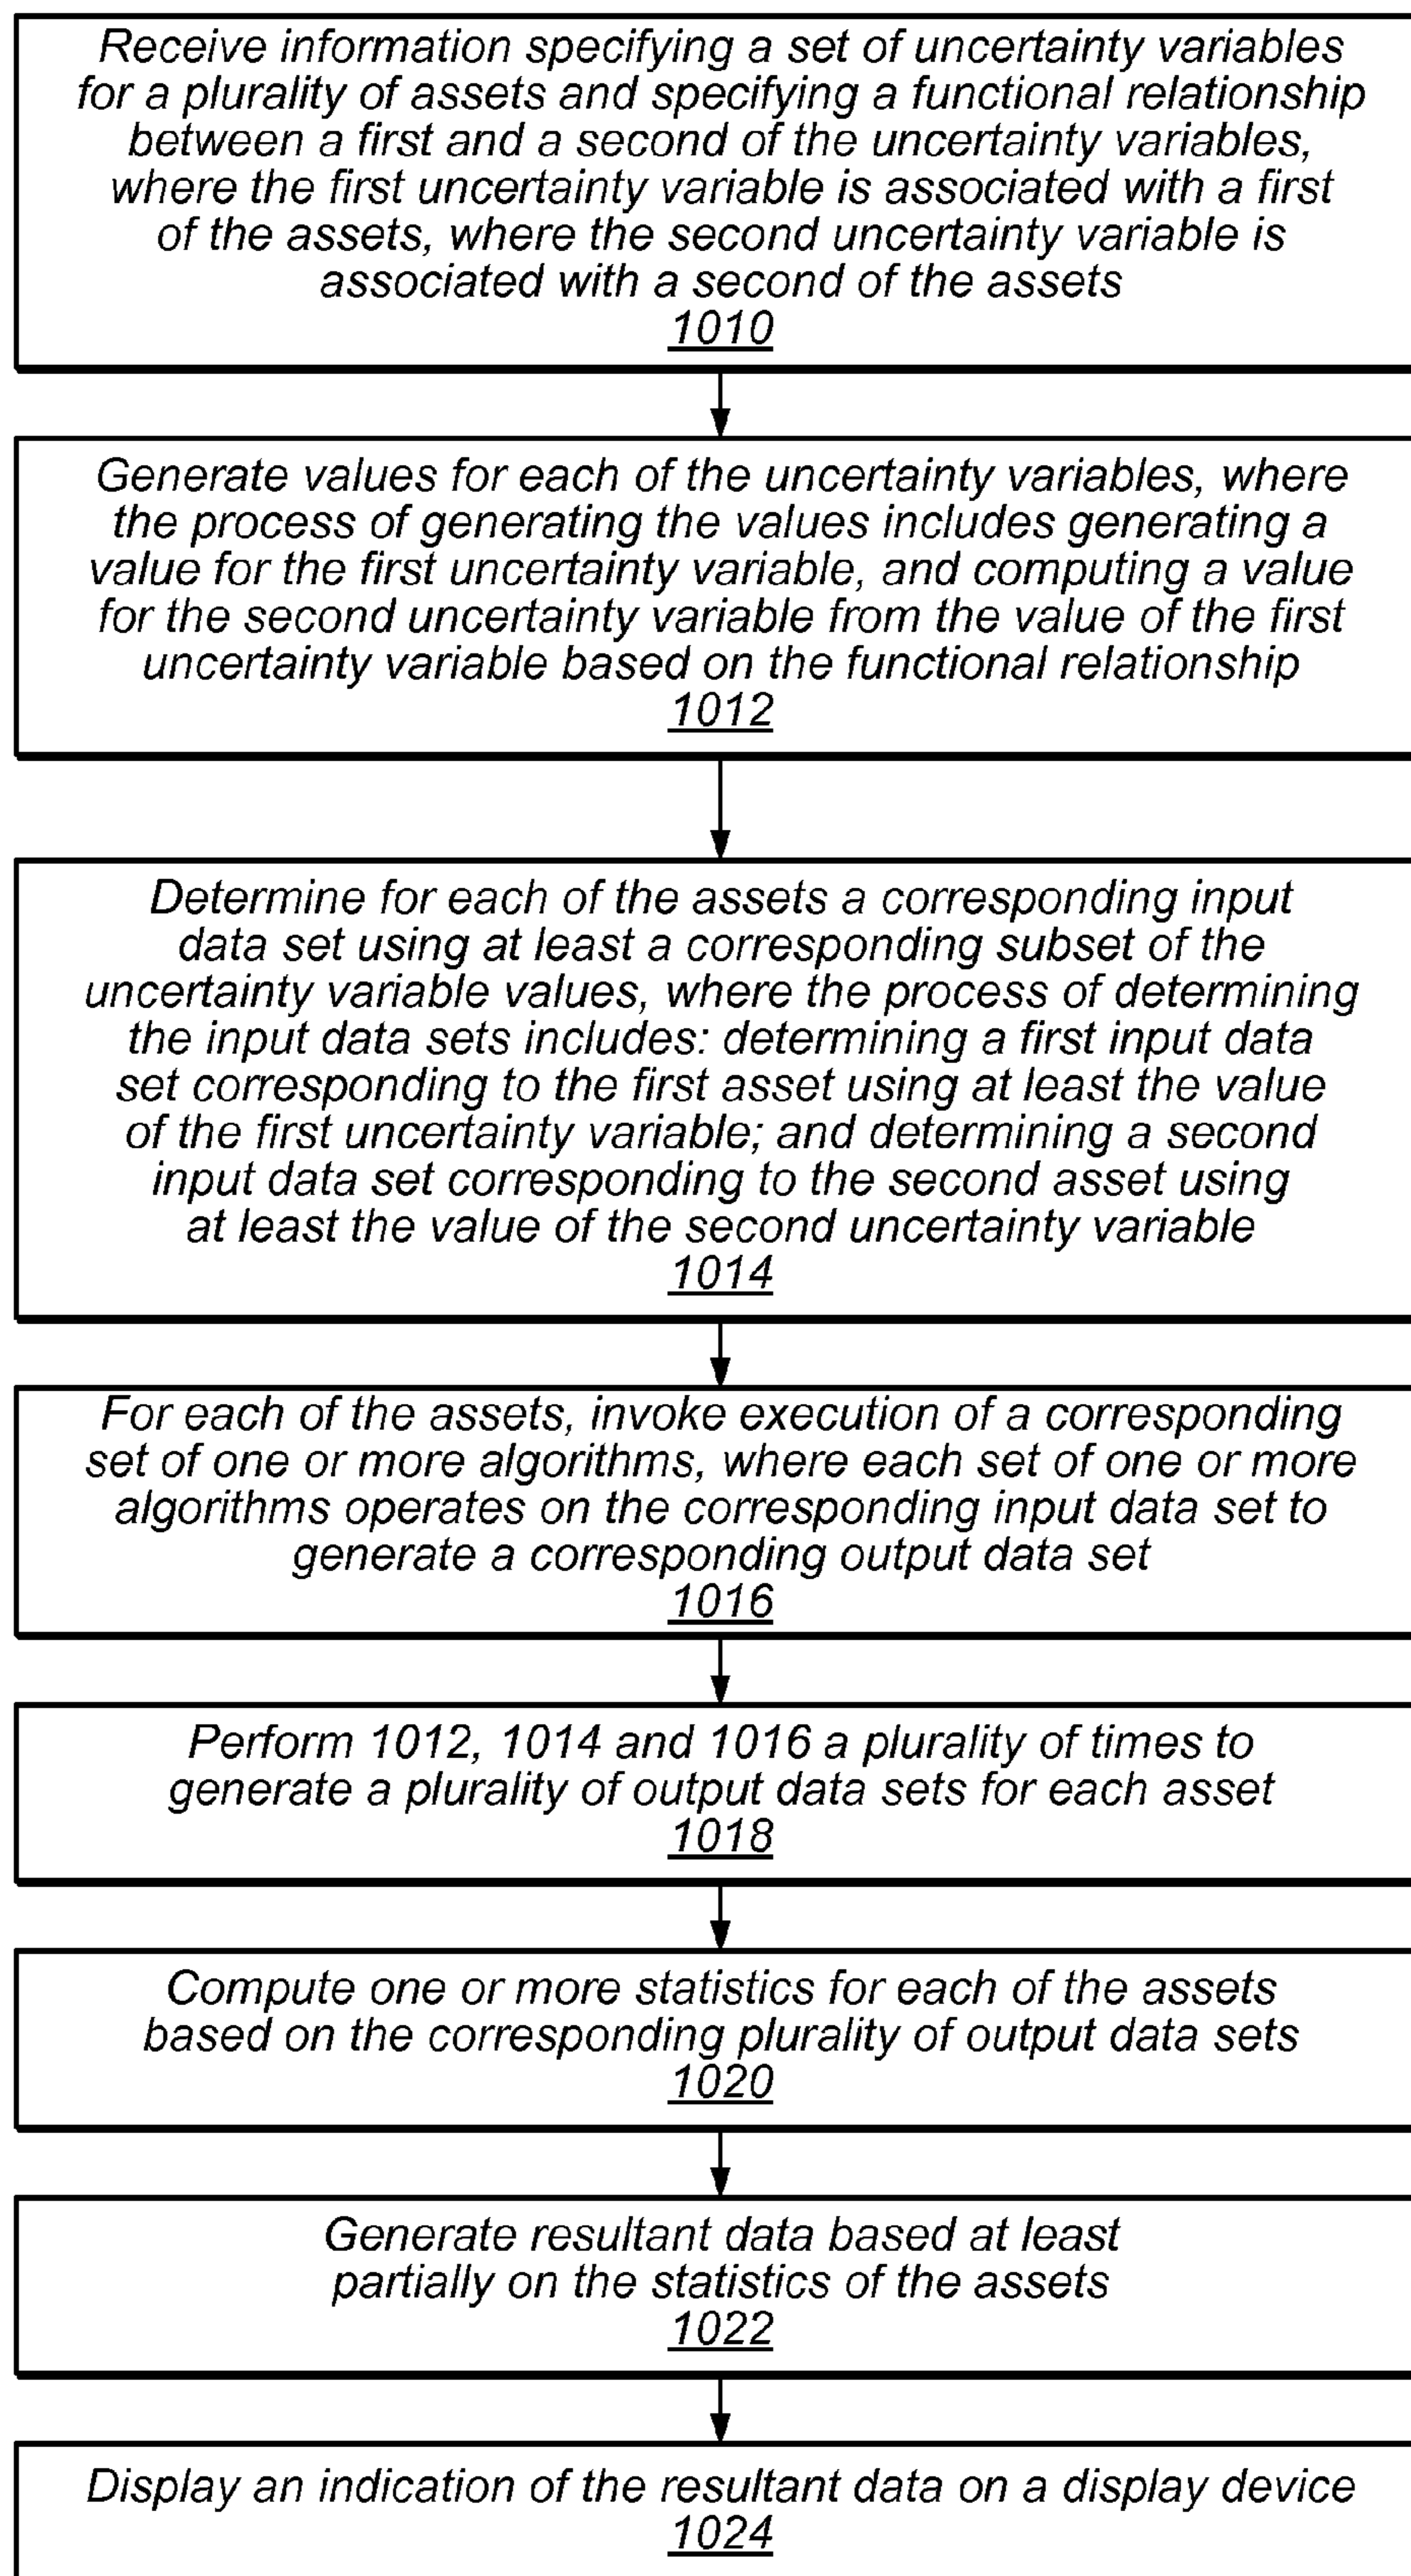 Receive information specifying a set of uncertainty variables
for a plurality of assets and specifying a functional relationship
between a first and a second of the uncertainty variables,
where the first uncertainty variable is associated with a first
of the assets, where the second uncertainty variable is
associated with a second of the assets
1010
Generate values for each of the uncertainty variables, where
the process of generating the values includes generating a
value for the first uncertainty variable, and computing a value
for the second uncertainty variable from the value of the first
uncertainty variable based on the functional relationship
1012
Determine for each of the assets a corresponding input
data set using at least a corresponding subset of the
uncertainty variable values, where the process of determining
the input data sets includes: determining a first input data
set corresponding to the first asset using at least the value
of the first uncertainty variable; and determining a second
input data set corresponding to the second asset using
at least the value of the second uncertainty variable
1014
For each of the assets, invoke execution of a corresponding
set of one or more algorithms, where each set of one or more
algorithms operates on the corresponding input data set to
generate a corresponding output data set
1016
Perform 1012, 1014 and 1016 a plurality of times to
generate a plurality of output data sets for each asset
1018
Compute one or more statistics for each of the assets
based on the corresponding plurality of output data sets
1020
Generate resultant data based at least
partially on the statistics of the assets
1022
Display an indication of the resultant data on a display device
1024